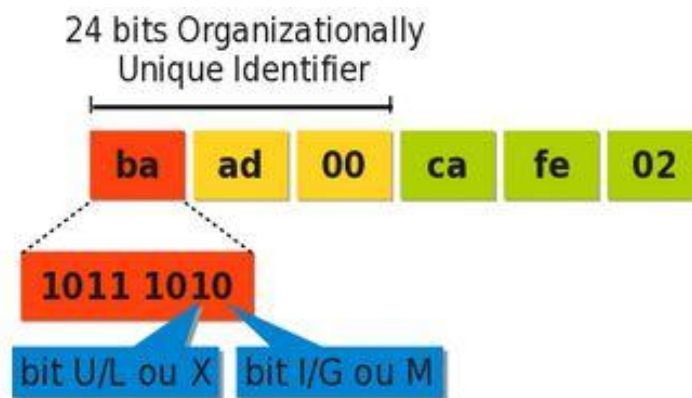 24 bits Organizationally
Unique Identifier
ba ad 00 ca fe 02
1011 1010
bit U/L ou X bit I/G ou M